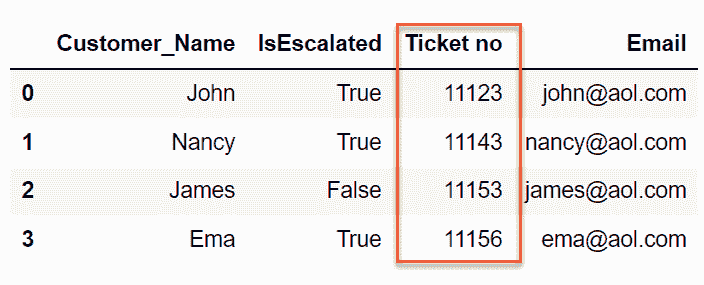 Customer_Name IsEscalated Ticket no Email
0 John True 11123 john@aol.com
1 Nancy True 11143 nancy@aol.com
2 James False 11153 james@aol.com
3 Ema True 11156 ema@aol.com